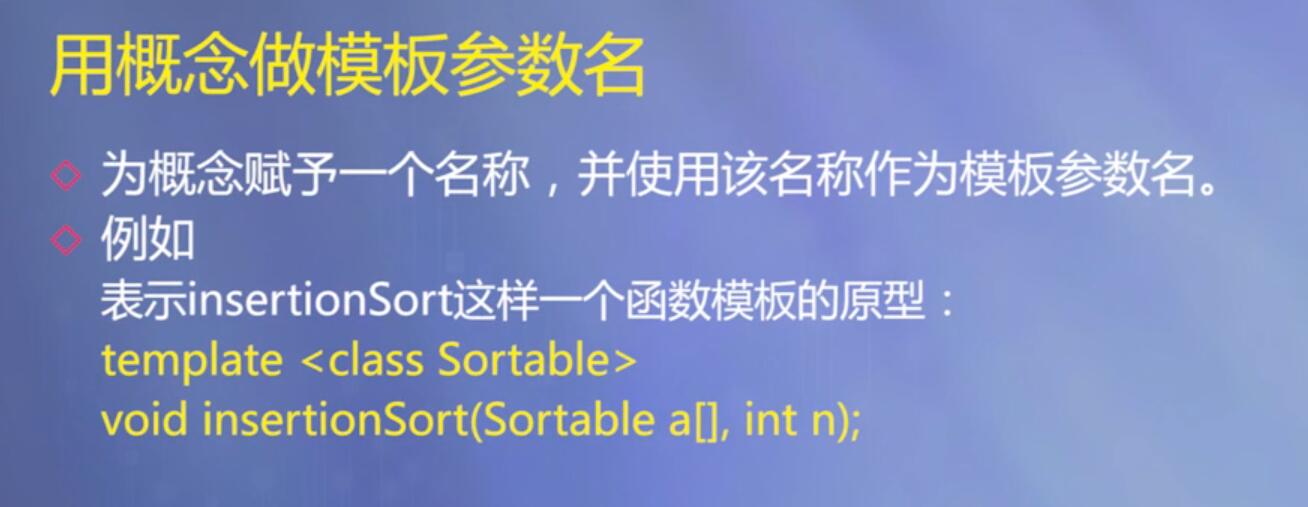 用概念做模板参数名
为概念赋予一个名称，并使用该名称作为模板参数名。
例如
表示insertionSort这样一个函数模板的原型：
template <class Sortable>
void insertionSort(Sortable a[], int n);